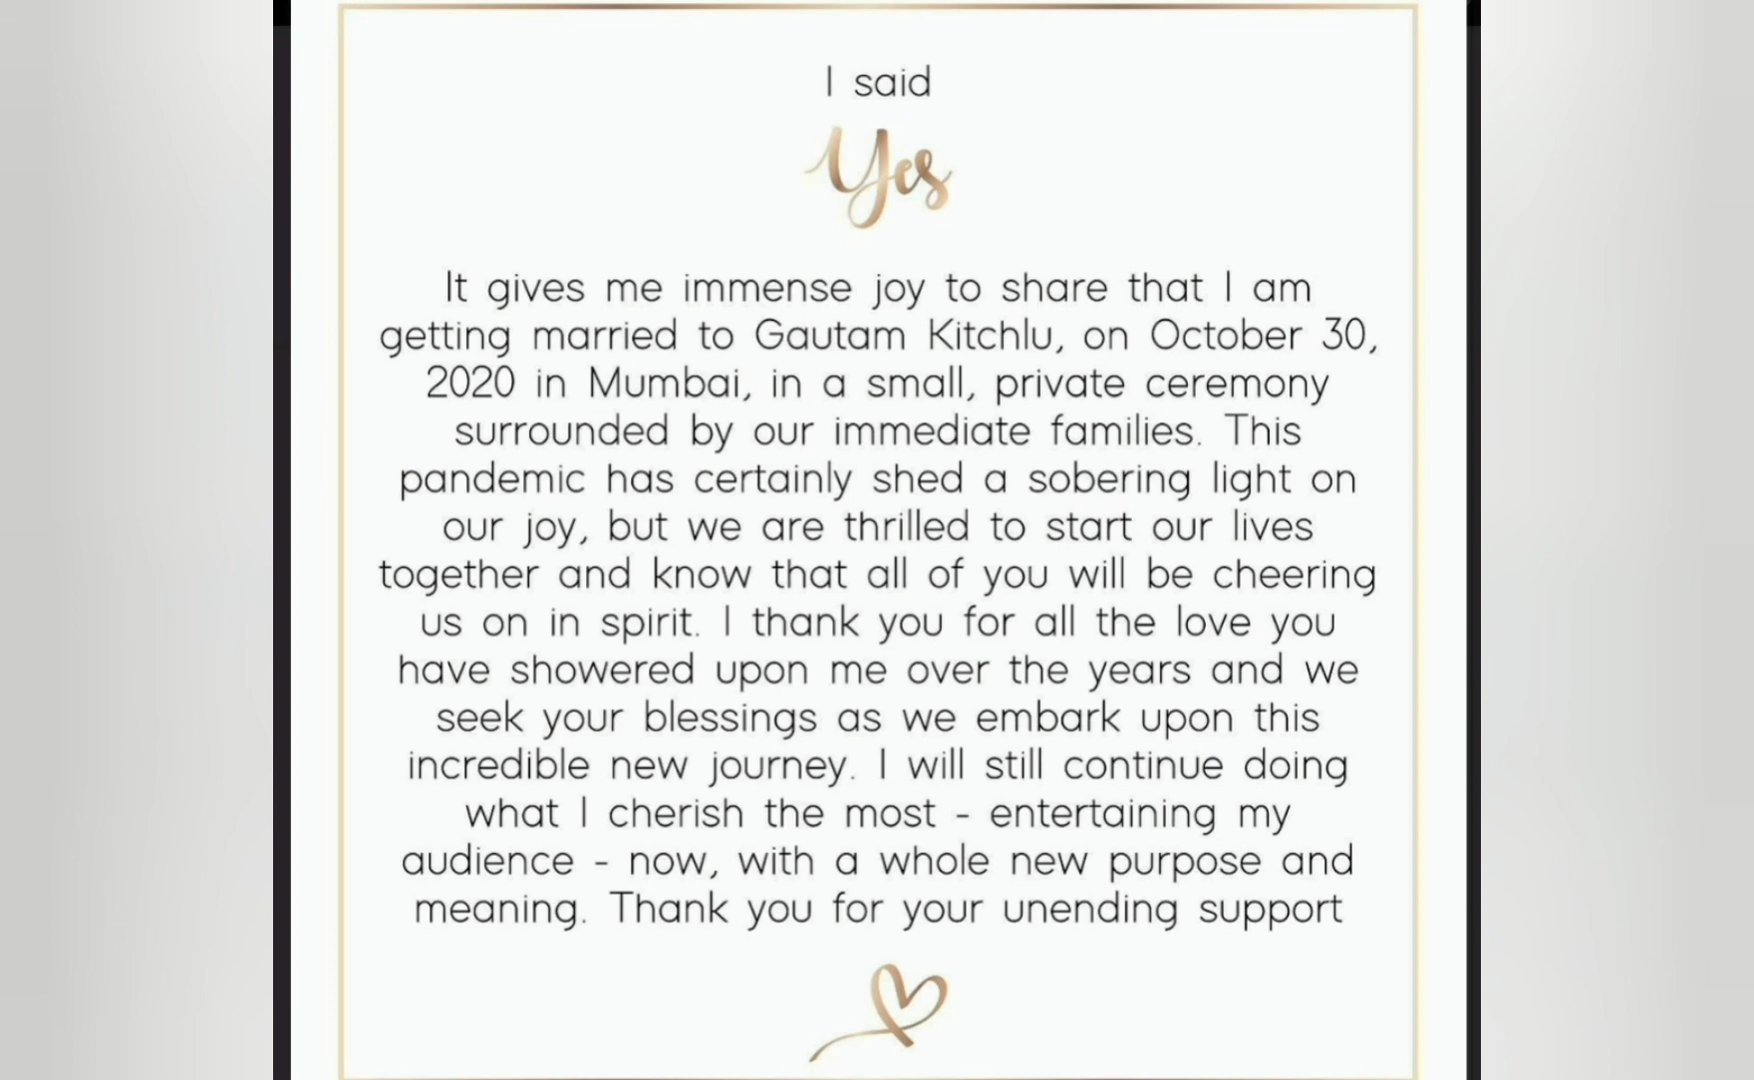 I said
Yes
It gives me immense joy to share that I am
getting married to Gautam Kitchlu, on October 30,
2020 in Mumbai, in a small, private ceremony
surrounded by our immediate families. This
pandemic has certainly shed a sobering light on
our joy, but we are thrilled to start our lives
together and know that all of you will be cheering
us on in spirit. I thank you for all the love you
have showered upon me over the years and we
seek your blessings as we embark upon this
incredible new journey. I will still continue doing
what I cherish the most - entertaining my
audience - now, with a whole new purpose and
meaning. Thank you for your unending support